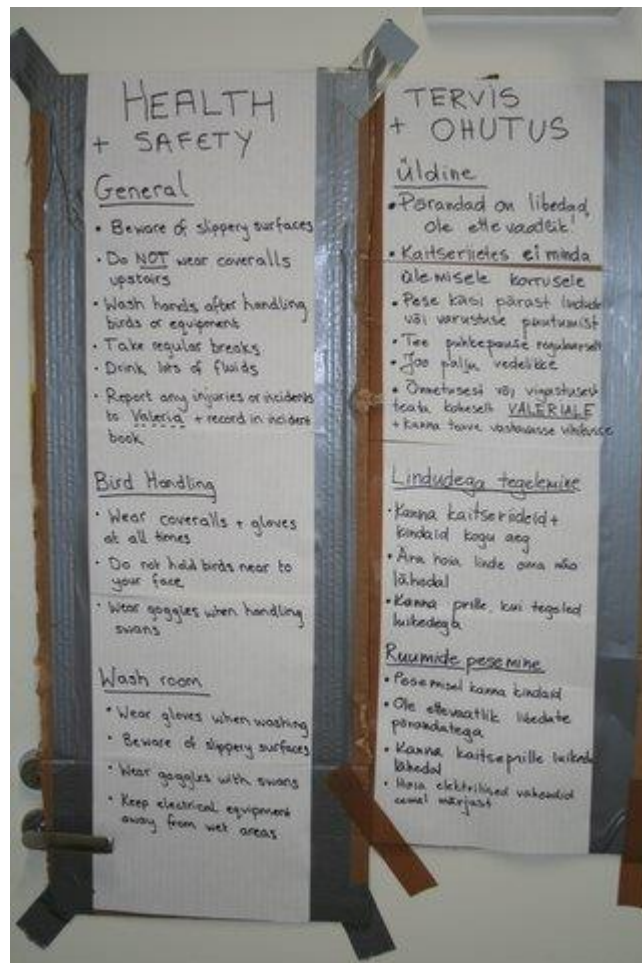 HEALTH
+ SAFETY
General
• Beware of slippery surfaces
• Do NOT wear coveralls
upstairs
• Wash hands after handling
birds or equipment
• Take regular breaks
• Drink lots of fluids
• Report any injuries or incidents
to Valeria + record in incident
book
Bird Handling
• Wear coveralls + gloves
at all times
• Do not hold birds near to
your face
• Wear goggles when handling
swans
Wash room
• Wear gloves when washing
• Beware of slippery surfaces
• Wear goggles with swans
• Keep electrical equipment
away from wet areas
TERVIS
+ OHUTUS
Üldine
• Põrandad on libedad,
ole ettevaatlik!
• Kaitseriietes ei minda
ülemisele korrusele
• Pese käsi pärast lindude
või varustuse puutumist
• Tee puhkepause regulaarselt
• Joo palju vedelikke
• Õnnetusest või vigastusest
teata koheselt VALERIALE
+ kanna teave vastavasse
Lindudega tegelemine
• Kanna kaitseriideid +
kindaid kogu aeg
• Ära hoia linde oma näo
lähedal
• Kanna prille, kui tegeled
luikedega
Ruumide pesemine
• Pesemisel kanna kindaid
• Ole ettevaatlik libedate
põrandatega
• Kanna kaitseprille luikede
lähedal
• Hoia elektrilised vahendid
eemal märjast